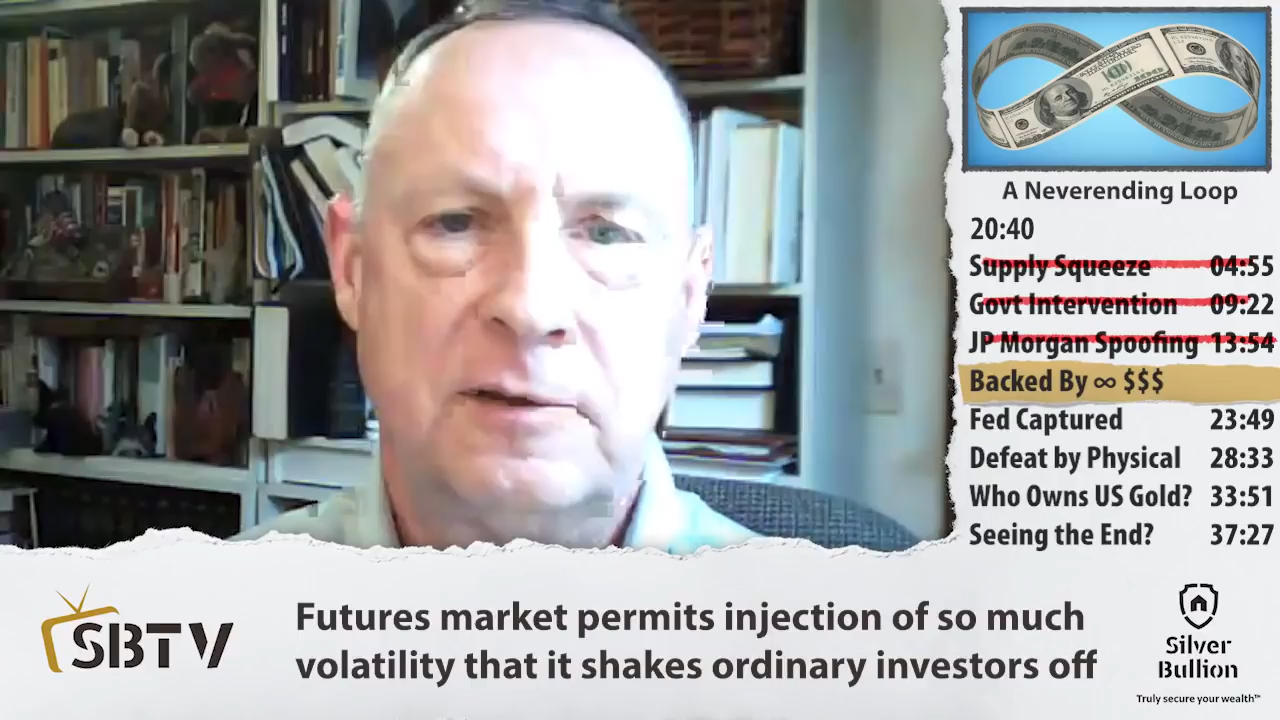 A Neverending Loop
20:40
Supply Squeeze 04:55
Govt Intervention 09:22
JP Morgan Spoofing 13:54
Backed By ∞ $$$
Fed Captured 23:49
Defeat by Physical 28:33
Who Owns US Gold? 33:51
Seeing the End? 37:27
SBTV
Futures market permits injection of so much
volatility that it shakes ordinary investors off
Silver
Bullion
Truly secure your wealth™